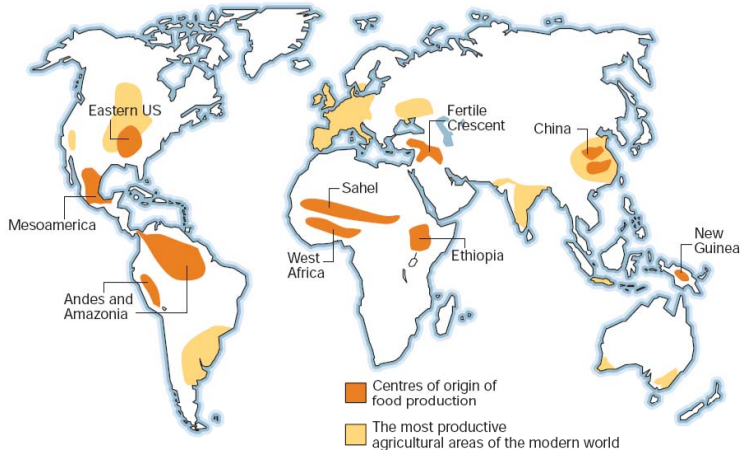 Eastern US
Fertile
Crescent
China
Sahel
Mesoamerica
New
Guinea
West
Africa
Ethiopia
Andes and
Amazonia
Centres of origin of
food production
The most productive
agricultural areas of the modern world